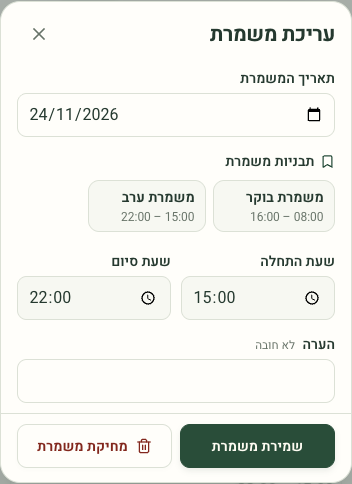 עריכת משמרת
תאריך המשמרת
24/11/2026
תבניות משמרת
משמרת בוקר
08:00 – 16:00
משמרת ערב
15:00 – 22:00
שעת התחלה
15:00
שעת סיום
22:00
הערה לא חובה
שמירת משמרת
מחיקת משמרת